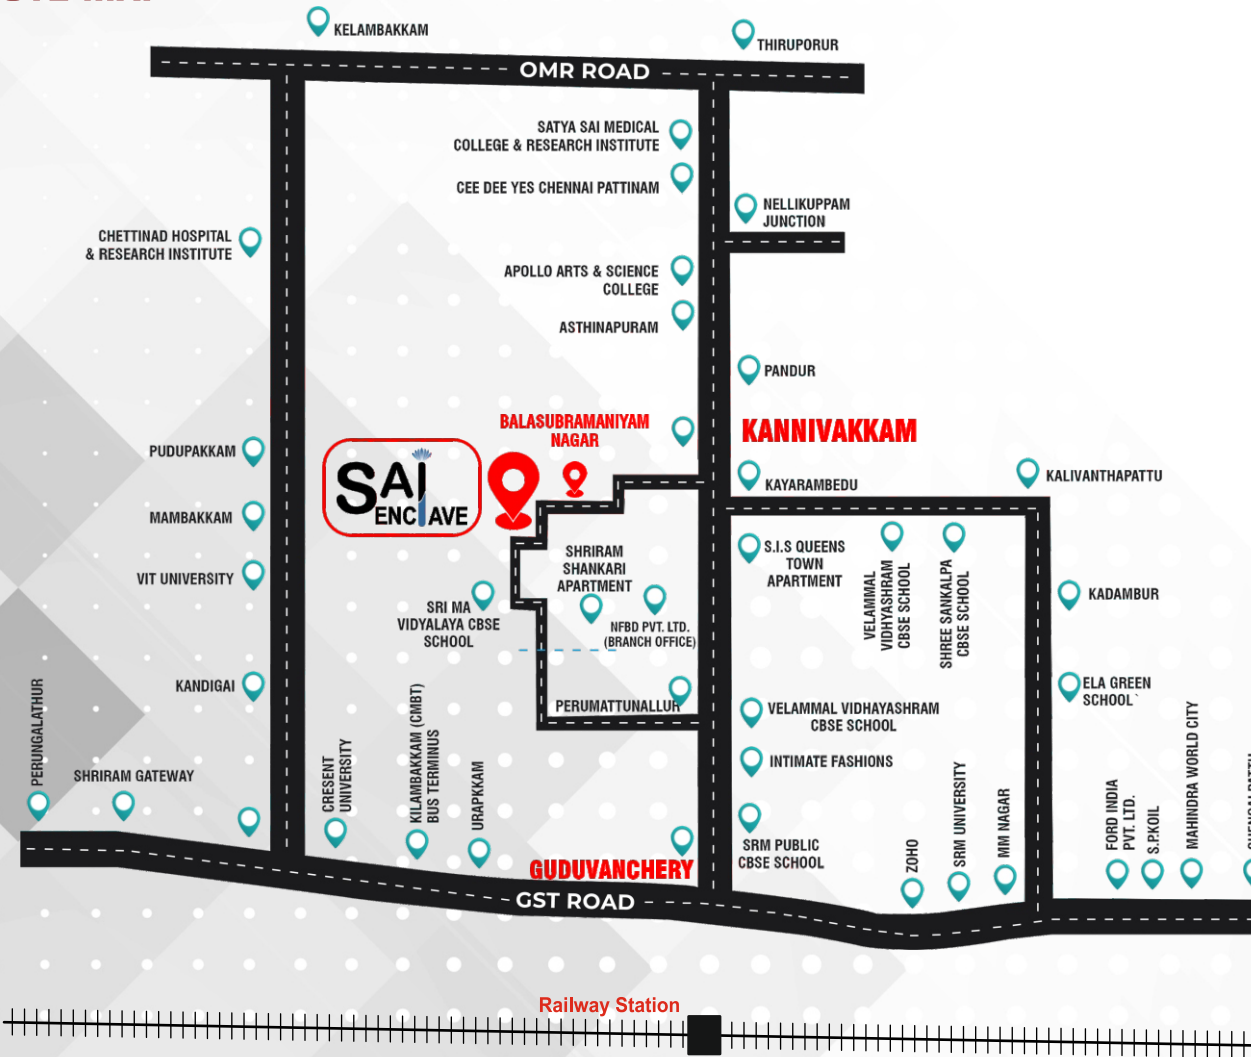 KELAMBAKKAM
THIRUPORUR
OMR ROAD
SATYA SAI MEDICAL
COLLEGE & RESEARCH INSTITUTE
CEE DEE YES CHENNAI PATTINAM
NELLIKUPPAM
JUNCTION
CHETTINAD HOSPITAL
& RESEARCH INSTITUTE
APOLLO ARTS & SCIENCE
COLLEGE
ASTHINAPURAM
PANDUR
BALASUBRAMANIYAM
NAGAR
KANNIVAKKAM
PUDUPAKKAM
SAI
ENCLAVE
KAYARAMBEDU
KALIVANTHAPATTU
MAMBAKKAM
VIT UNIVERSITY
SHRIRAM
SHANKARI
APARTMENT
S.I.S QUEENS
TOWN
APARTMENT
VELAMMAL
VIDHYASHRAM
CBSE SCHOOL
SHREE SANKALPA
CBSE SCHOOL
KADAMBUR
SRI MA
VIDYALAYA CBSE
SCHOOL
NFBD PVT. LTD.
(BRANCH OFFICE)
KANDIGAI
PERUMATTUNALLUR
ELA GREEN
SCHOOL`
VELAMMAL VIDHAYASHRAM
CBSE SCHOOL
INTIMATE FASHIONS
PERUNGALATHUR
SHRIRAM GATEWAY
CRESENT
UNIVERSITY
KILAMBAKKAM (CMBT)
BUS TERMINUS
URAPKKAM
GUDUVANCHERY
SRM PUBLIC
CBSE SCHOOL
ZOHO
SRM UNIVERSITY
MM NAGAR
FORD INDIA
PVT. LTD.
S.P.KOIL
MAHINDRA WORLD CITY
GST ROAD
Railway Station